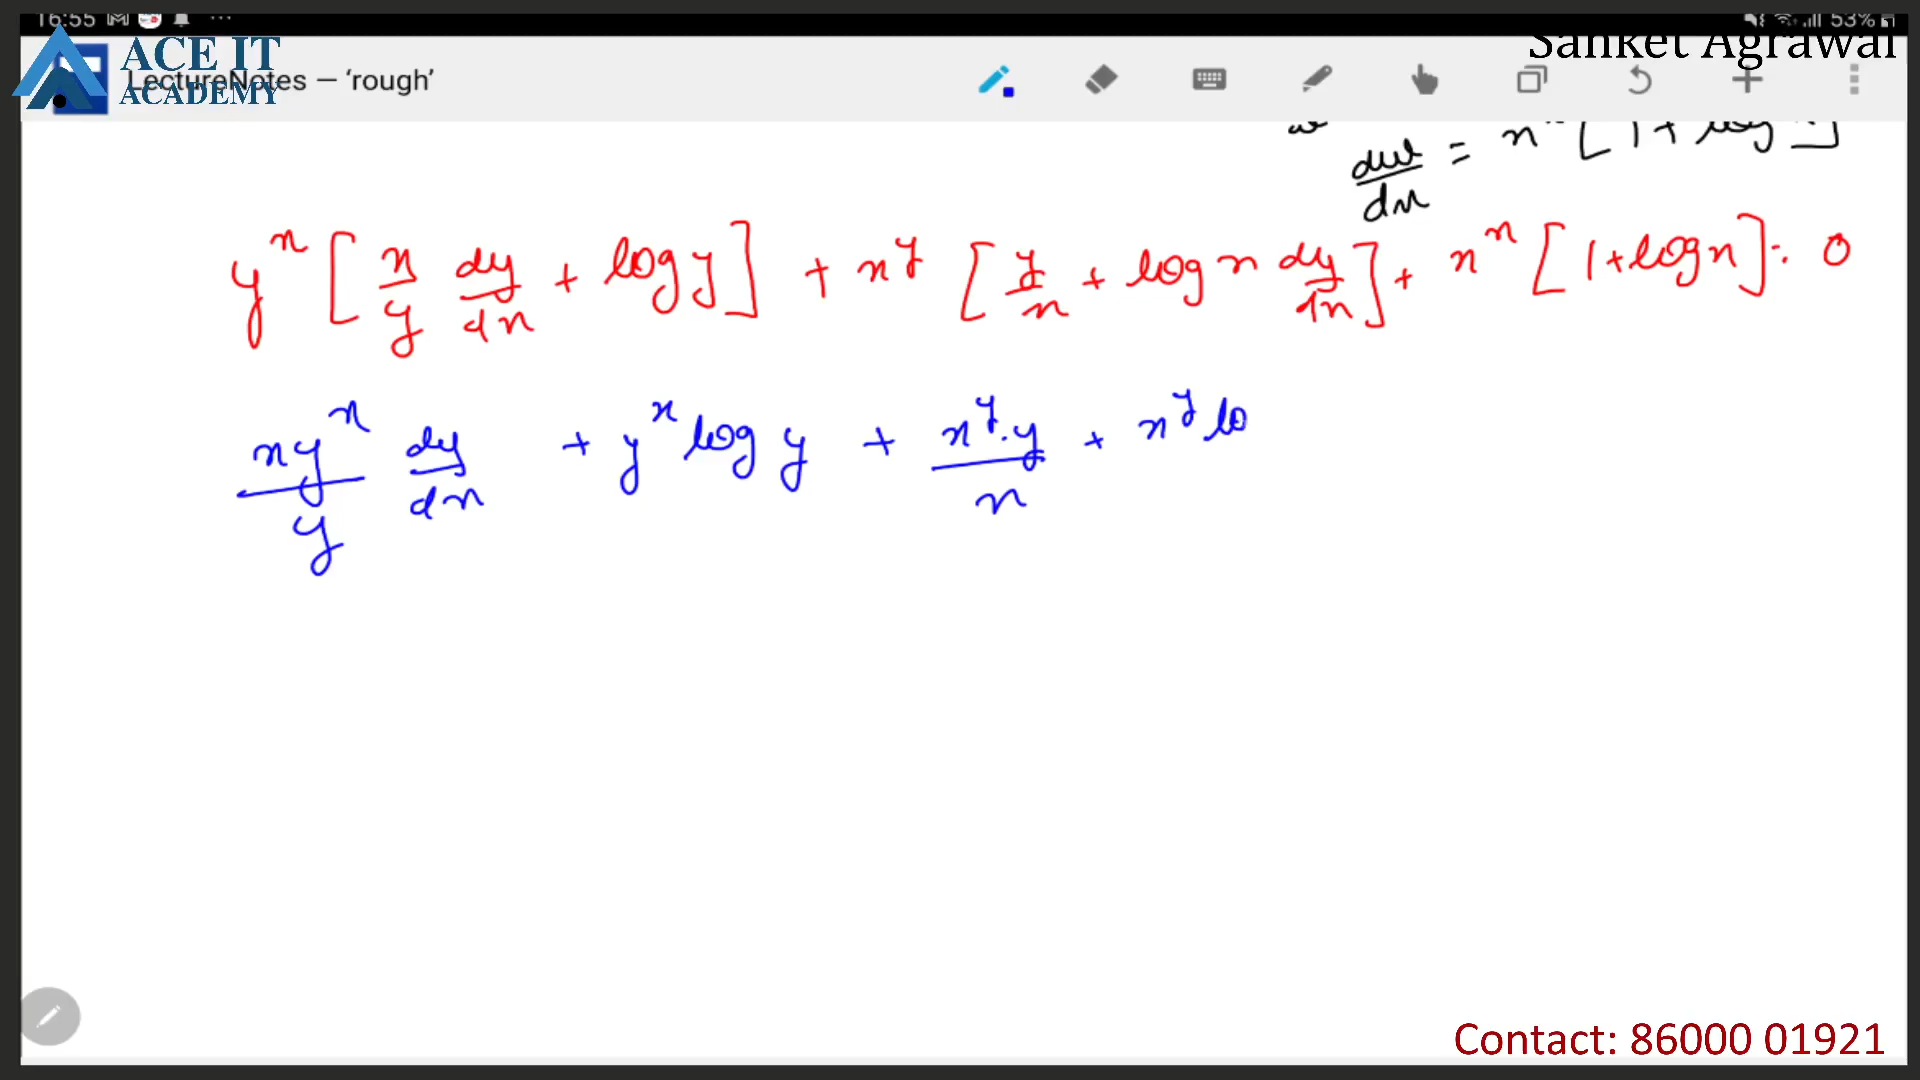 16:55 ... 53%
ACE IT
ACADEMY
LectureNotes — ‘rough’
Sanket Agrawal
dw/dx = x [1 + log
y^x [x/y dy/dx + log y] + x^y [y/x + log x dy/dx] + x^x [1 + log x] = 0
xy^x/y dy/dx + y^x log y + x^y·y/x + x^y lo
Contact: 86000 01921